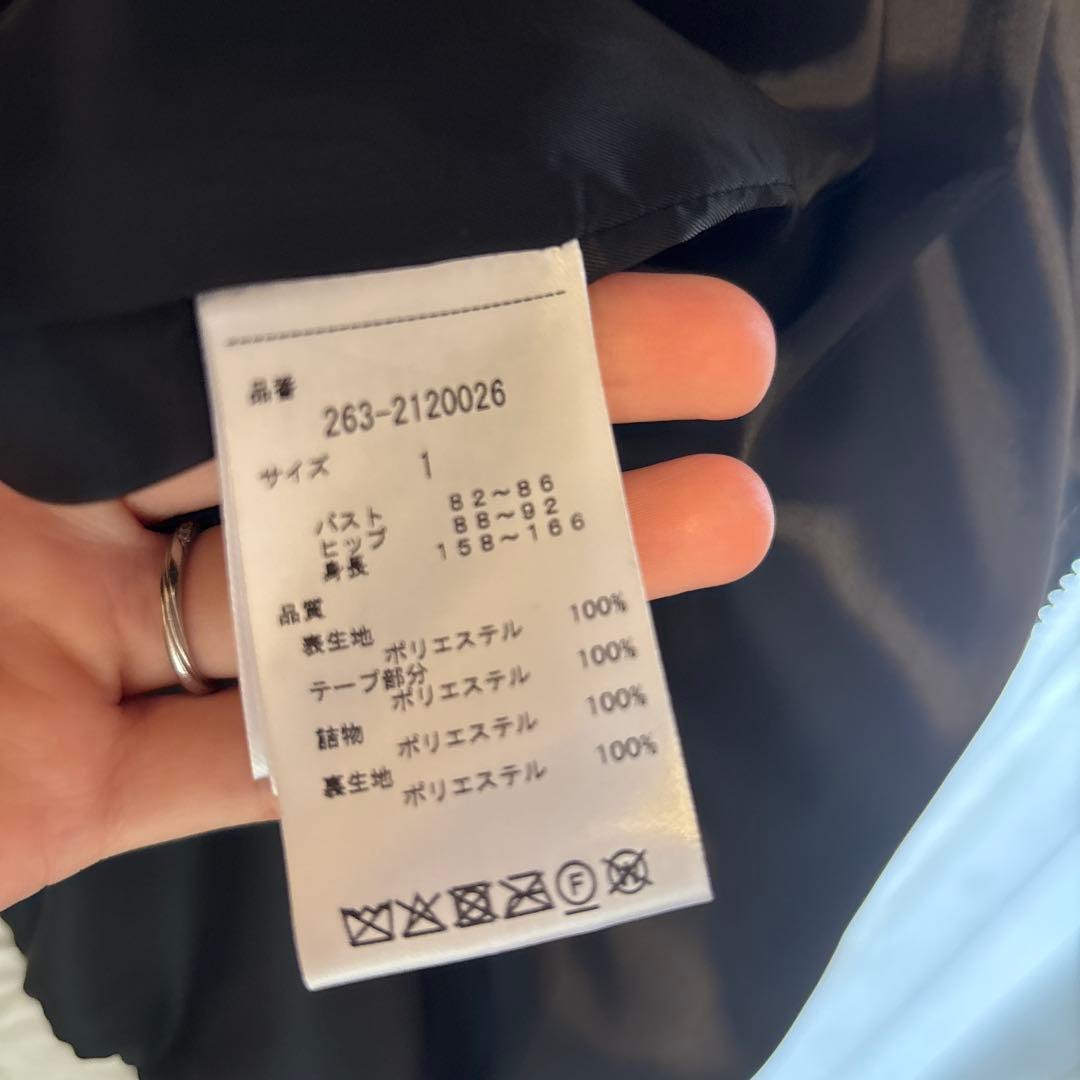 品番
263-2120026
サイズ 1
バスト 82～86
ヒップ 88～92
身長 158～166
品質
表生地 ポリエステル 100%
テープ部分 ポリエステル 100%
詰物 ポリエステル 100%
裏生地 ポリエステル 100%
F W